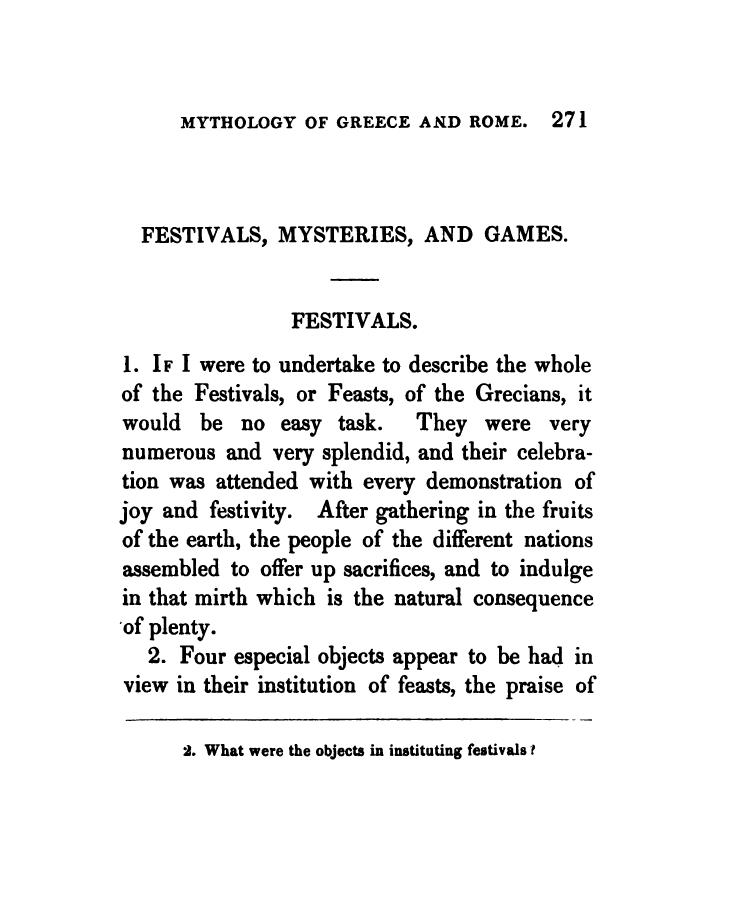 MYTHOLOGY OF GREECE AND ROME. 271
FESTIVALS, MYSTERIES, AND GAMES.
FESTIVALS.
1. IF I were to undertake to describe the whole
of the Festivals, or Feasts, of the Grecians, it
would be no easy task. They were very
numerous and very splendid, and their celebra-
tion was attended with every demonstration of
joy and festivity. After gathering in the fruits
of the earth, the people of the different nations
assembled to offer up sacrifices, and to indulge
in that mirth which is the natural consequence
of plenty.
2. Four especial objects appear to be had in
view in their institution of feasts, the praise of
2. What were the objects in instituting festivals?